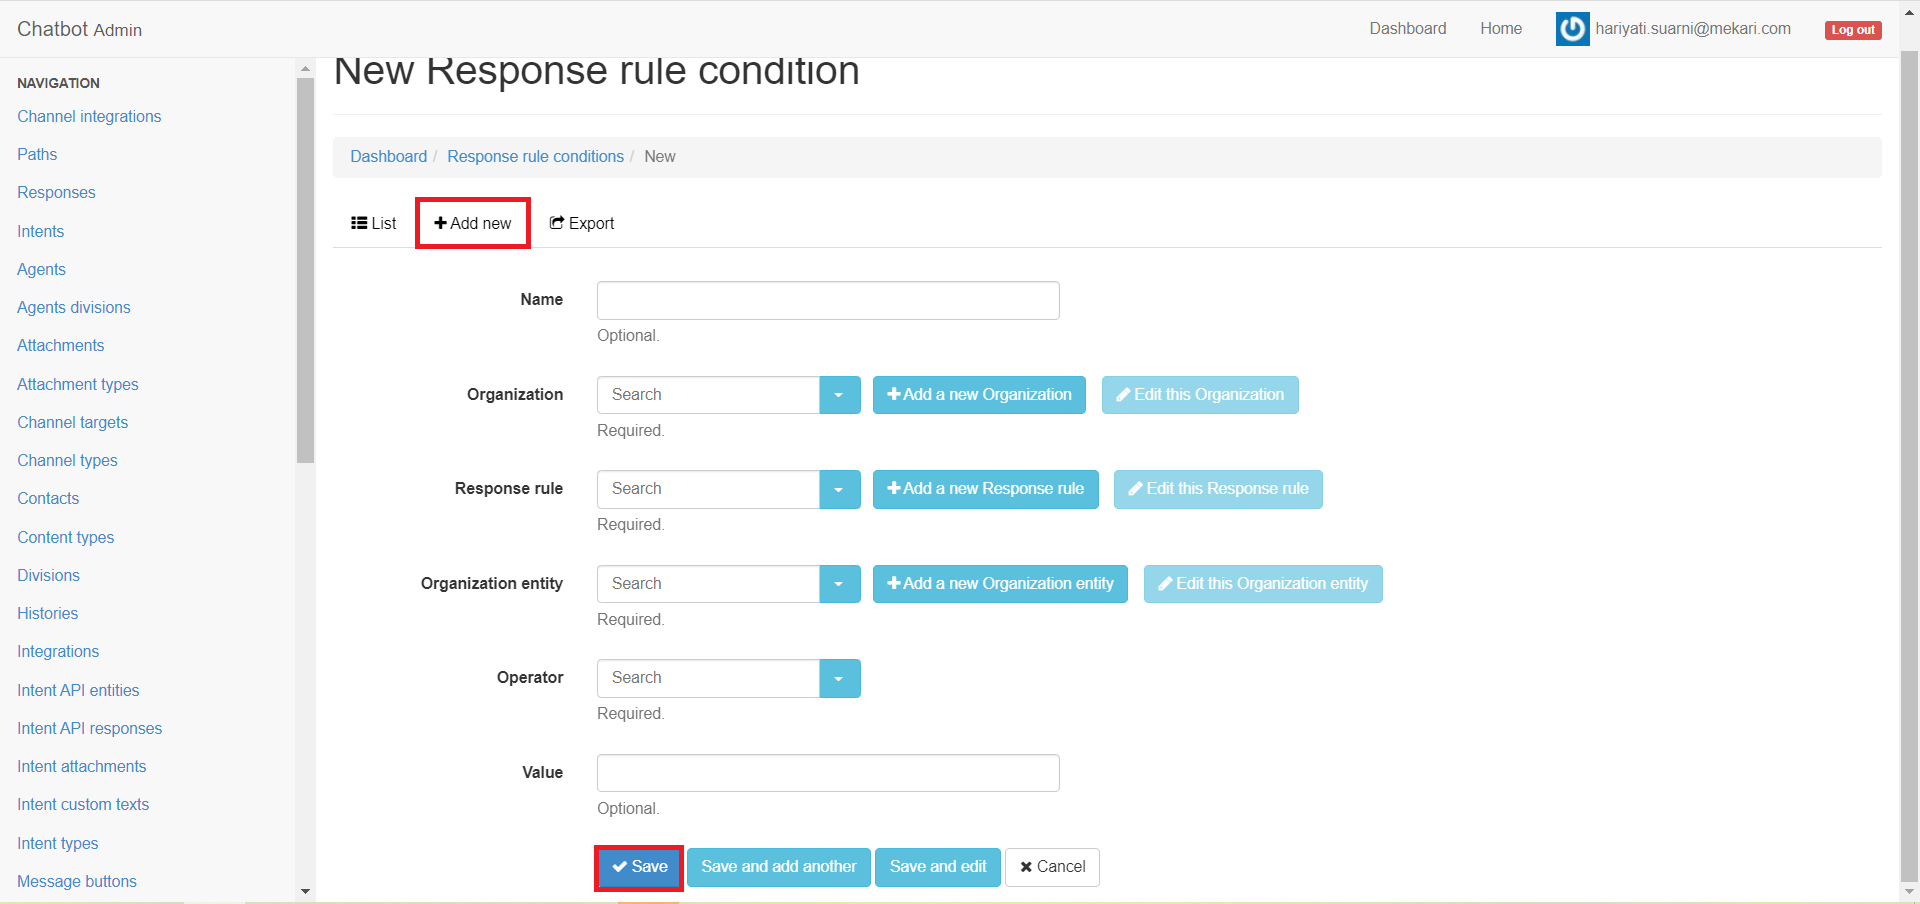 Chatbot Admin
Dashboard
Home
hariyati.suarni@mekari.com
Log out
NAVIGATION
Channel integrations
Paths
Responses
Intents
Agents
Agents divisions
Attachments
Attachment types
Channel targets
Channel types
Contacts
Content types
Divisions
Histories
Integrations
Intent API entities
Intent API responses
Intent attachments
Intent custom texts
Intent types
Message buttons
New Response rule condition
Dashboard / Response rule conditions / New
List
Add new
Export
Name
Optional.
Organization
Search
Add a new Organization
Edit this Organization
Required.
Response rule
Search
Add a new Response rule
Edit this Response rule
Required.
Organization entity
Search
Add a new Organization entity
Edit this Organization entity
Required.
Operator
Search
Required.
Value
Optional.
Save
Save and add another
Save and edit
Cancel